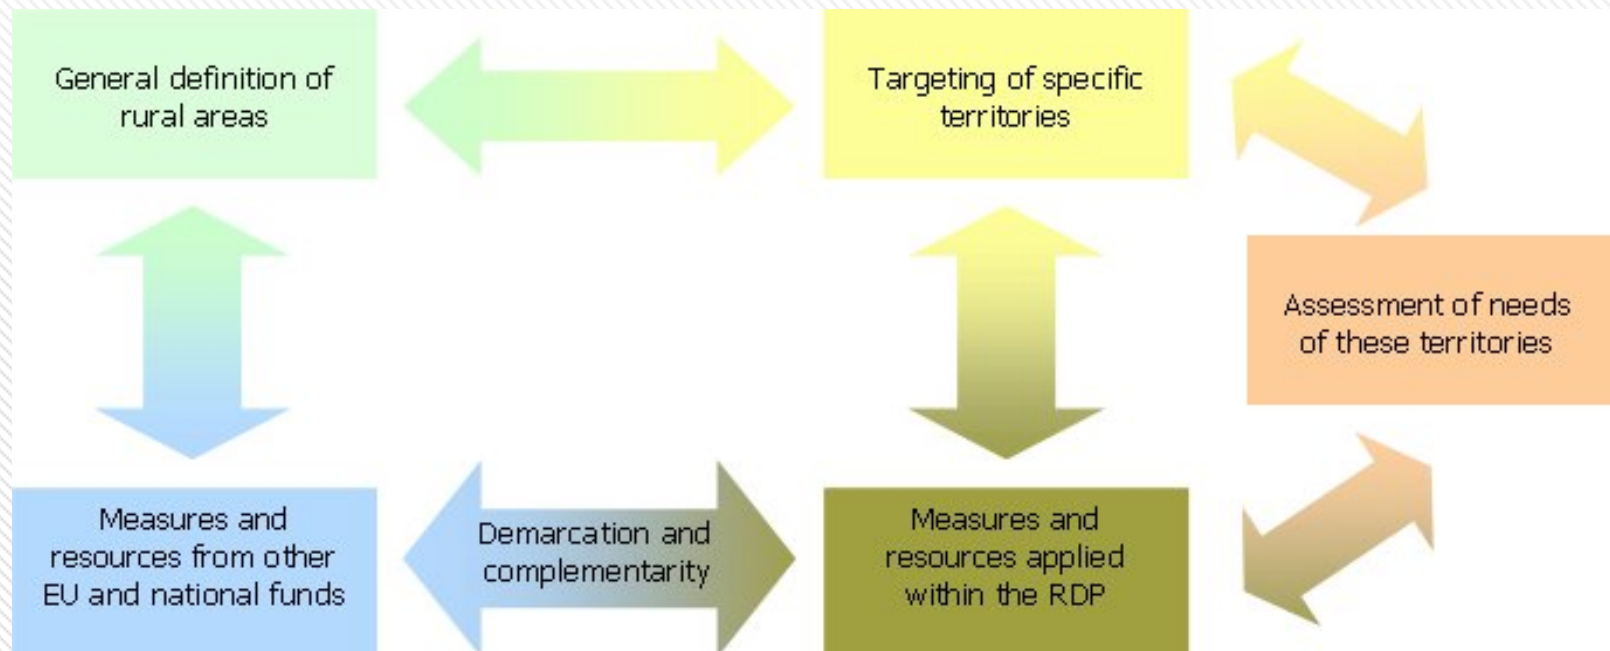 General definition of
rural areas
Targeting of specific
territories
Assessment of needs
of these territories
Measures and
resources from other
EU and national funds
Demarcation and
complementarity
Measures and
resources applied
within the RDP